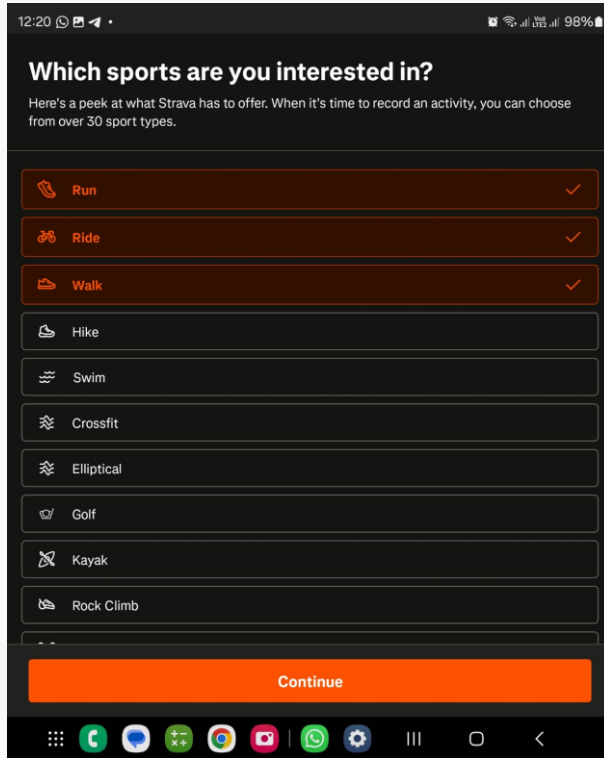 12:20
98%
Which sports are you interested in?
Here's a peek at what Strava has to offer. When it's time to record an activity, you can choose
from over 30 sport types.
Run
Ride
Walk
Hike
Swim
Crossfit
Elliptical
Golf
Kayak
Rock Climb
Continue